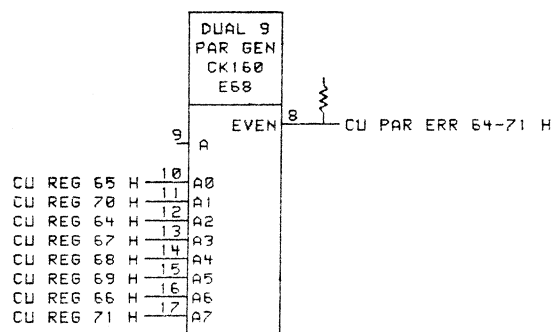 DUAL 9
PAR GEN
CK160
E68
EVEN 8 CU PAR ERR 64-71 H
9 A
CU REG 65 H 10 A0
CU REG 70 H 11 A1
CU REG 64 H 12 A2
CU REG 67 H 13 A3
CU REG 68 H 14 A4
CU REG 69 H 15 A5
CU REG 66 H 16 A6
CU REG 71 H 17 A7